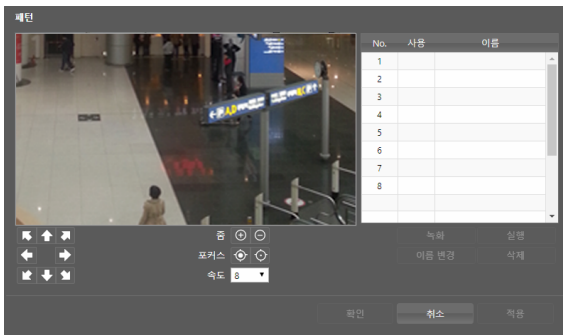 패턴
No. 사용 이름
1
2
3
4
5
6
7
8
A,D
B,C
줌
포커스
속도 8
녹화 실행
이름 변경 삭제
확인 취소 적용